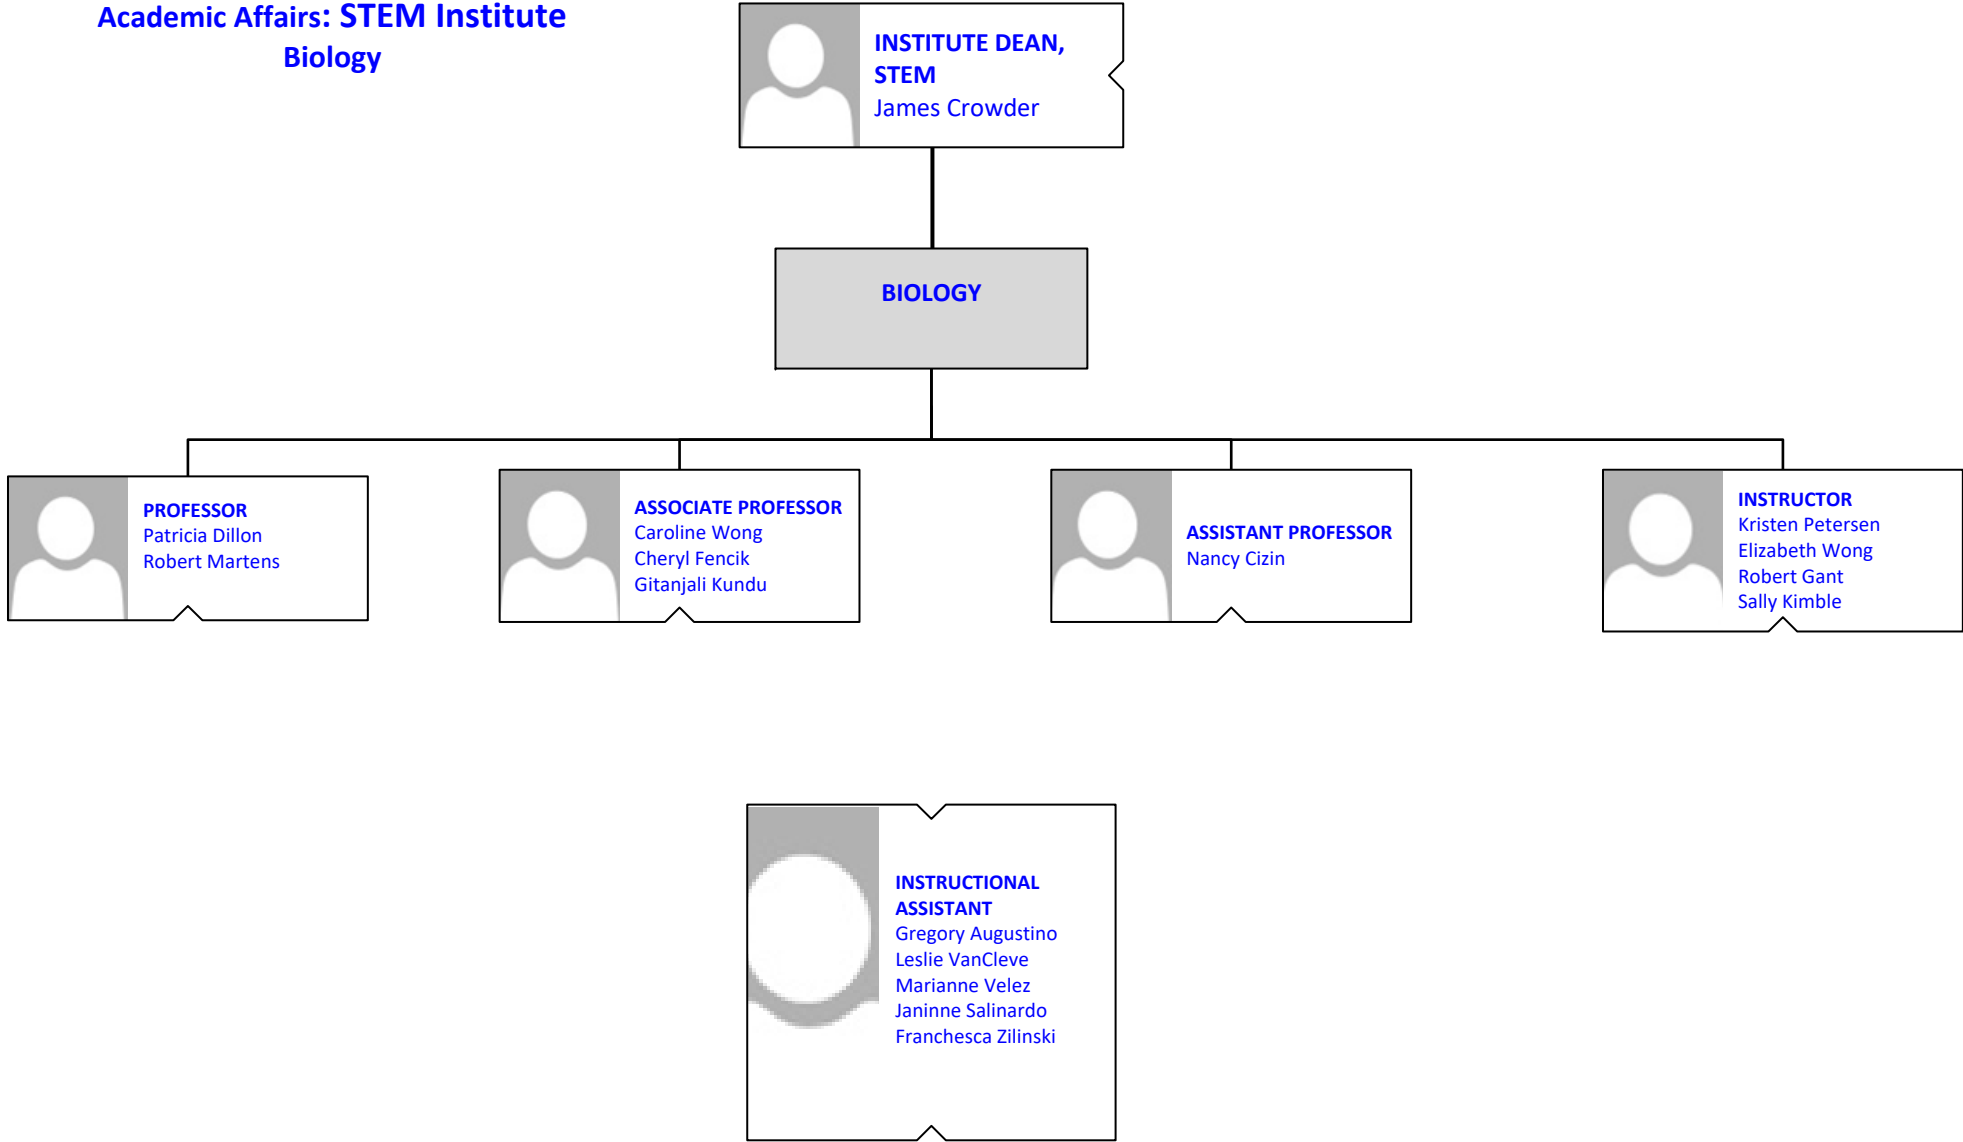 Academic Affairs: STEM Institute
Biology
INSTITUTE DEAN,
STEM
James Crowder
BIOLOGY
PROFESSOR
Patricia Dillon
Robert Martens
ASSOCIATE PROFESSOR
Caroline Wong
Cheryl Fencik
Gitanjali Kundu
ASSISTANT PROFESSOR
Nancy Cizin
INSTRUCTOR
Kristen Petersen
Elizabeth Wong
Robert Gant
Sally Kimble
INSTRUCTIONAL
ASSISTANT
Gregory Augustino
Leslie VanCleve
Marianne Velez
Janinne Salinardo
Franchesca Zilinski